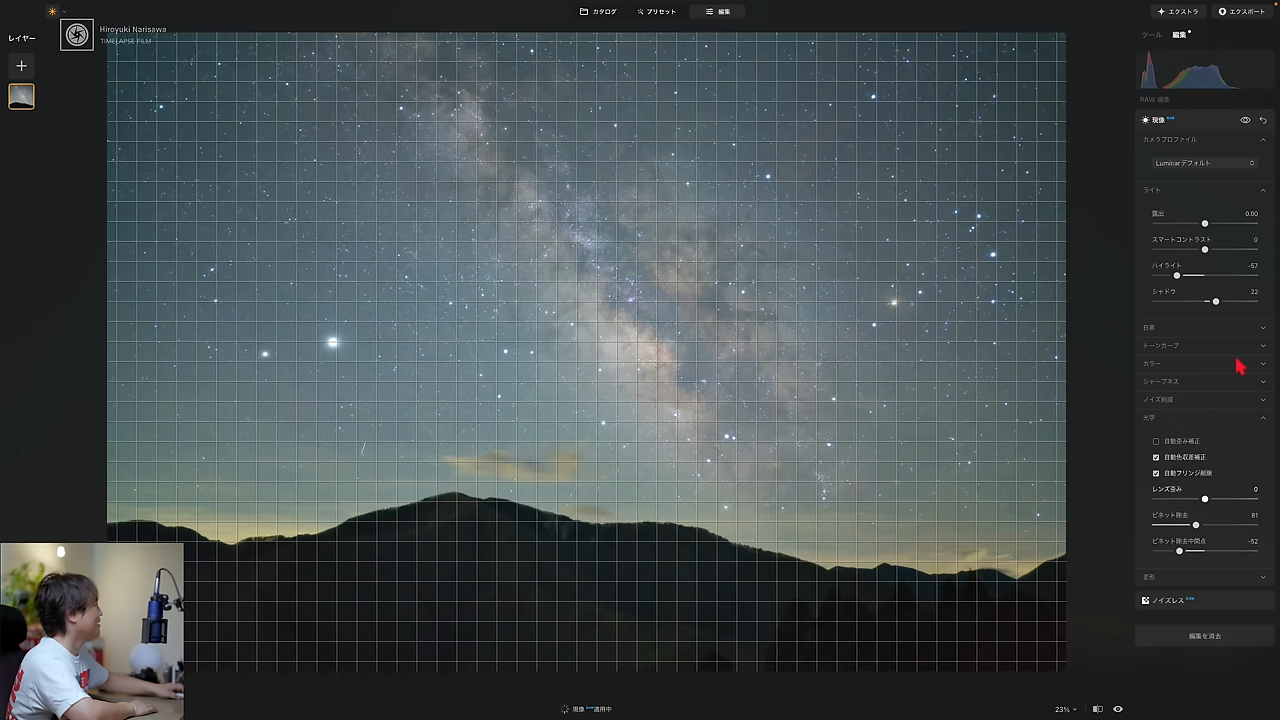 カタログ
プリセット
編集
エクストラ
エクスポート
Hiroyuki Narisawa
TIMELAPSE FILM
レイヤー
ツール
編集
RAW 編集
現像 RAW
カメラプロファイル
Luminarデフォルト
ライト
露出 0.00
スマートコントラスト 0
ハイライト -57
シャドウ 22
白黒
トーンカーブ
カラー
シャープネス
ノイズ削減
光学
自動歪み補正
自動色収差補正
自動フリンジ削除
レンズ歪み 0
ビネット除去 81
ビネット除去中間点 -52
変形
ノイズレス RAW
編集を消去
現像 RAW 適用中
23%